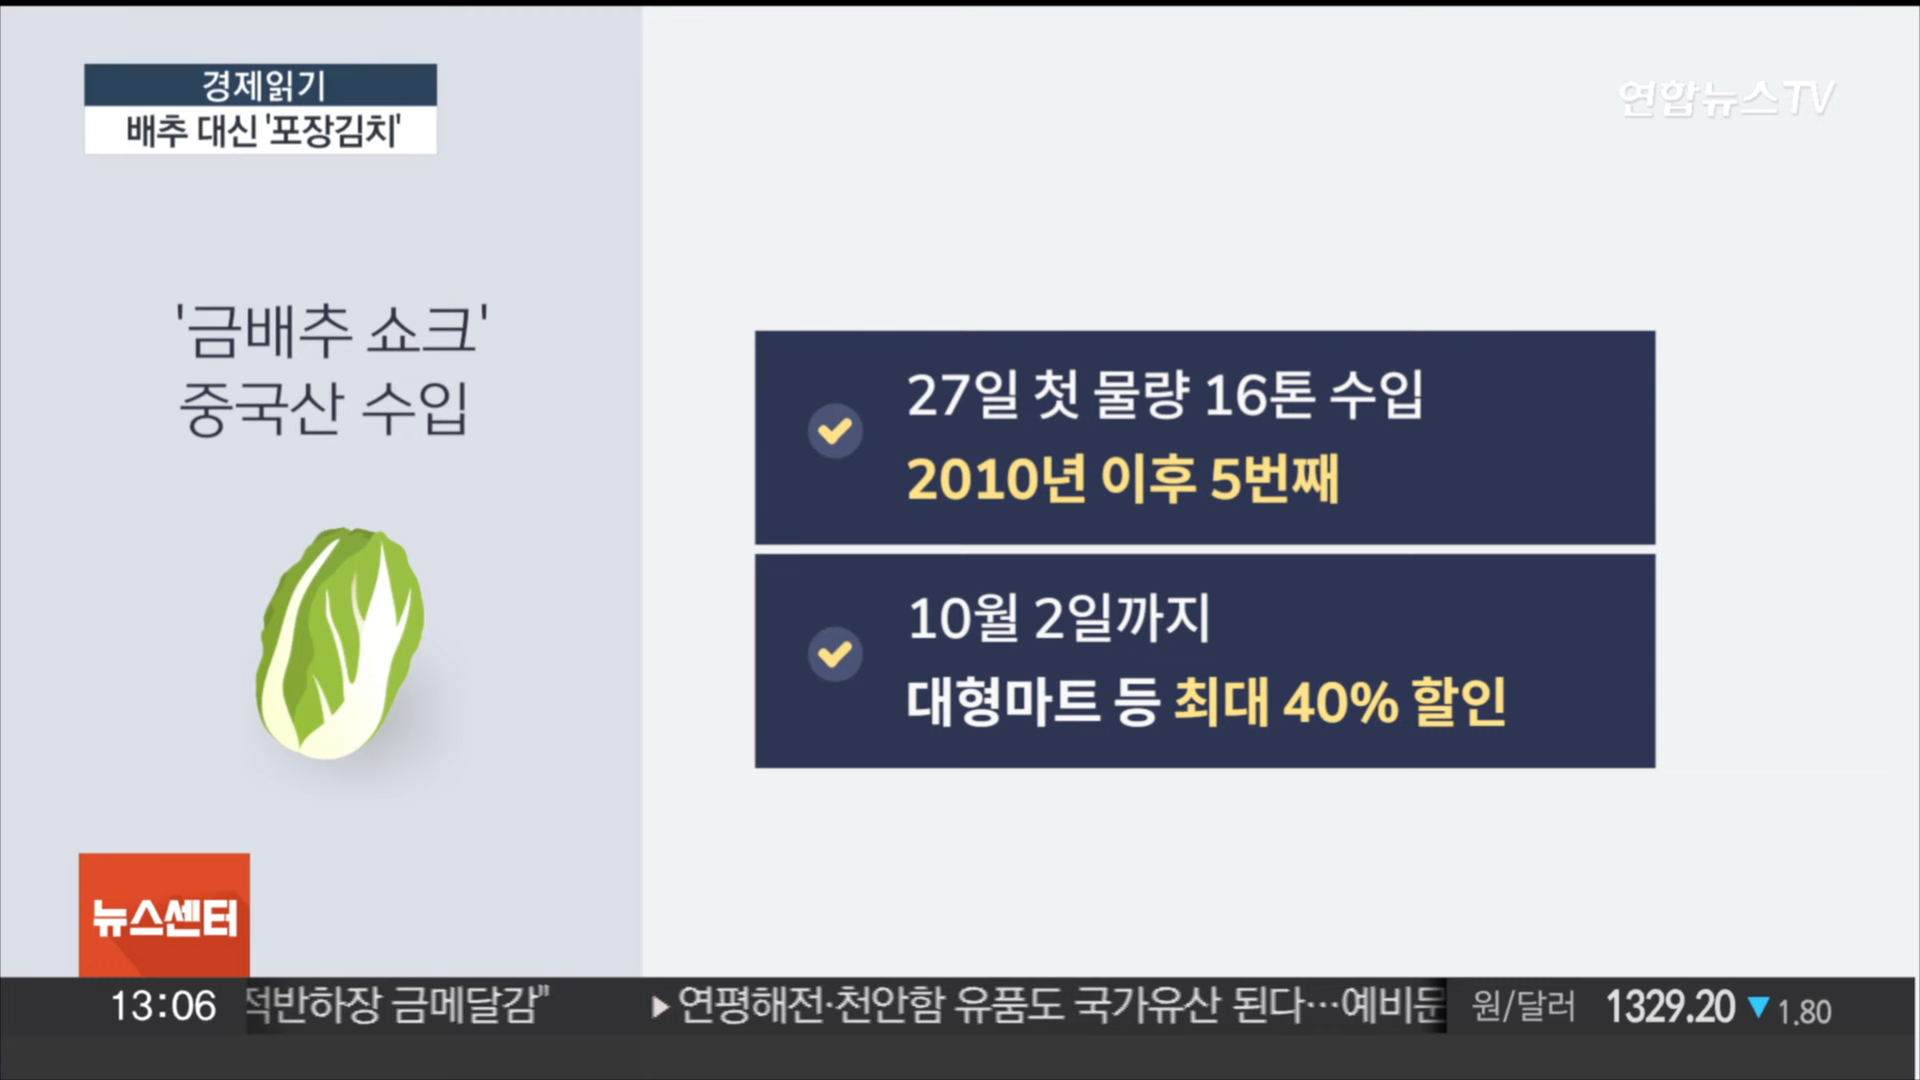 경제읽기
배추 대신 '포장김치'
연합뉴스TV
'금배추 쇼크'
중국산 수입
27일 첫 물량 16톤 수입
2010년 이후 5번째
10월 2일까지
대형마트 등 최대 40% 할인
뉴스센터
13:06 적반하장 금메달감” ▶연평해전·천안함 유품도 국가유산 된다…예비문 원/달러 1329.20 ▼ 1.80